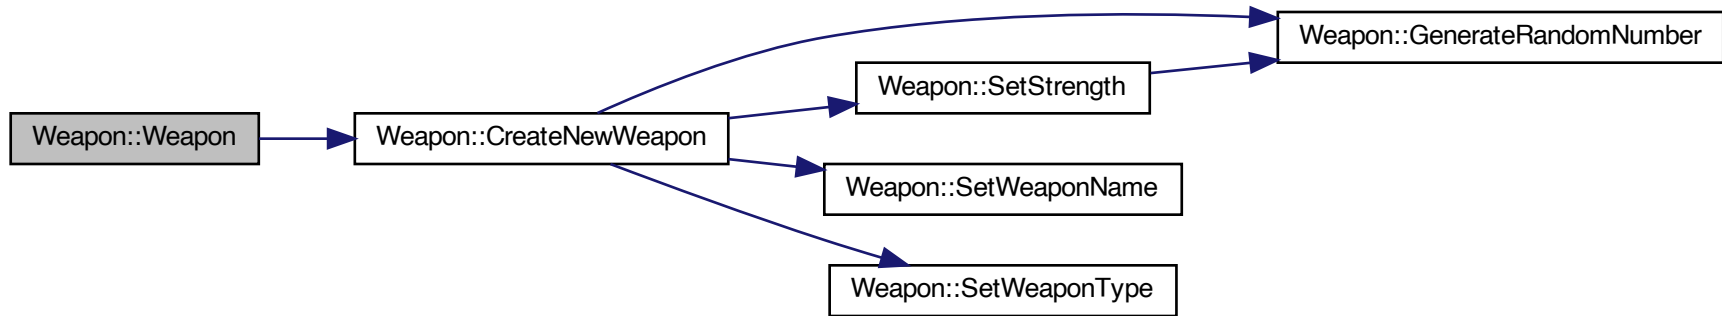 Weapon::Weapon
Weapon::CreateNewWeapon
Weapon::GenerateRandomNumber
Weapon::SetStrength
Weapon::SetWeaponName
Weapon::SetWeaponType